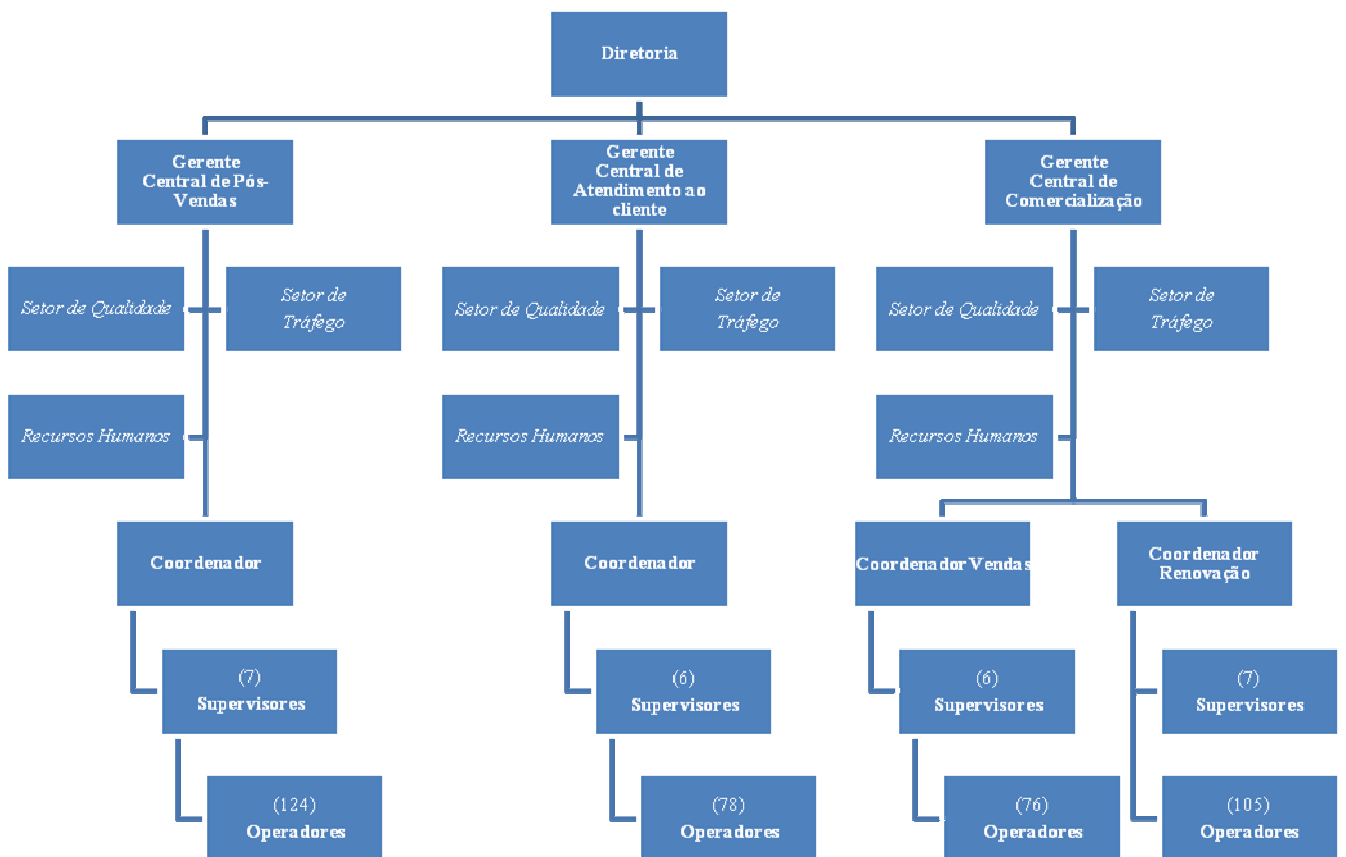 Diretoria
Gerente
Central de Pós-
Vendas
Gerente
Central de
Atendimento ao
cliente
Gerente
Central de
Comercialização
Setor de Qualidade
Setor de
Tráfego
Setor de Qualidade
Setor de
Tráfego
Setor de Qualidade
Setor de
Tráfego
Recursos Humanos
Recursos Humanos
Recursos Humanos
Coordenador
Coordenador
Coordenador Vendas
Coordenador
Renovação
(7)
Supervisores
(6)
Supervisores
(6)
Supervisores
(7)
Supervisores
(124)
Operadores
(78)
Operadores
(76)
Operadores
(105)
Operadores